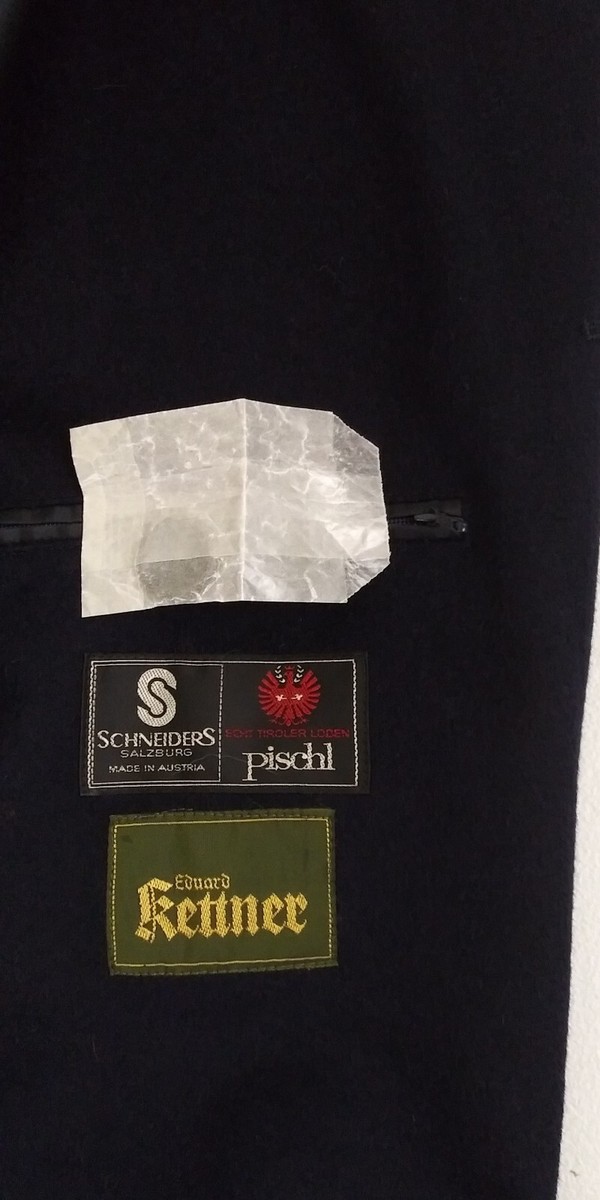 S
SCHNEIDERS
SALZBURG
MADE IN AUSTRIA
ECHT TIROLER LODEN
pischl
Eduard
Kettner